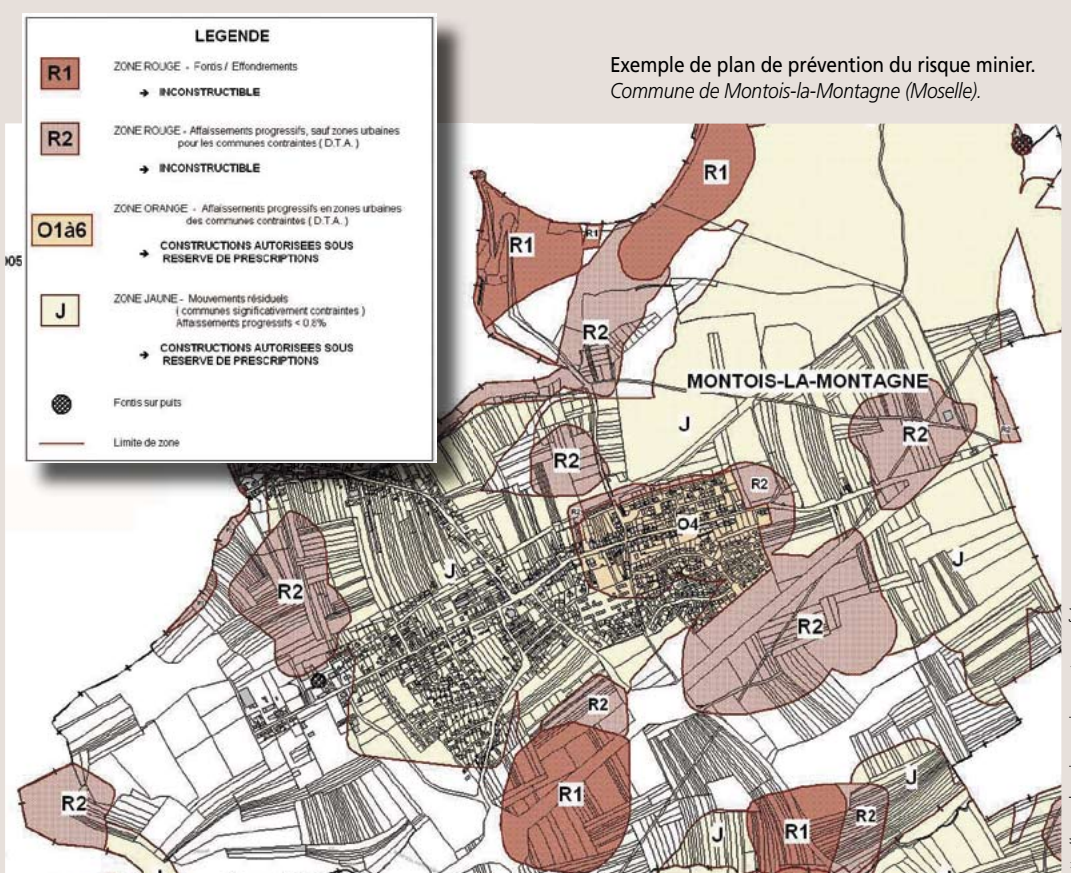 LEGENDE
R1
ZONE ROUGE - Fontis / Effondrements
→ INCONSTRUCTIBLE
R2
ZONE ROUGE - Affaissements progressifs, sauf zones urbaines
pour les communes contraintes ( D.T.A. )
→ INCONSTRUCTIBLE
O1à6
ZONE ORANGE - Affaissements progressifs en zones urbaines
des communes contraintes ( D.T.A. )
→ CONSTRUCTIONS AUTORISEES SOUS
RESERVE DE PRESCRIPTIONS
J
ZONE JAUNE - Mouvements résiduels
( communes significativement contraintes )
Affaissements progressifs < 0.8%
→ CONSTRUCTIONS AUTORISEES SOUS
RESERVE DE PRESCRIPTIONS
Fontis sur puits
Limite de zone
Exemple de plan de prévention du risque minier.
Commune de Montois-la-Montagne (Moselle).
R1
R1
R1
R2
MONTOIS-LA-MONTAGNE
J
R2
R2
R2
R2
R2
O4
J
J
R2
R2
R2
R1
R2
J
J
R1
R2